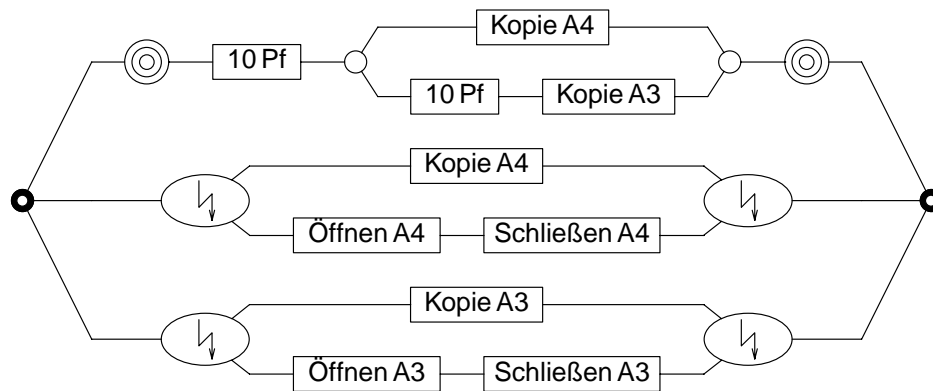 Kopie A4
10 Pf
10 Pf
Kopie A3
Kopie A4
Öffnen A4
Schließen A4
Kopie A3
Öffnen A3
Schließen A3